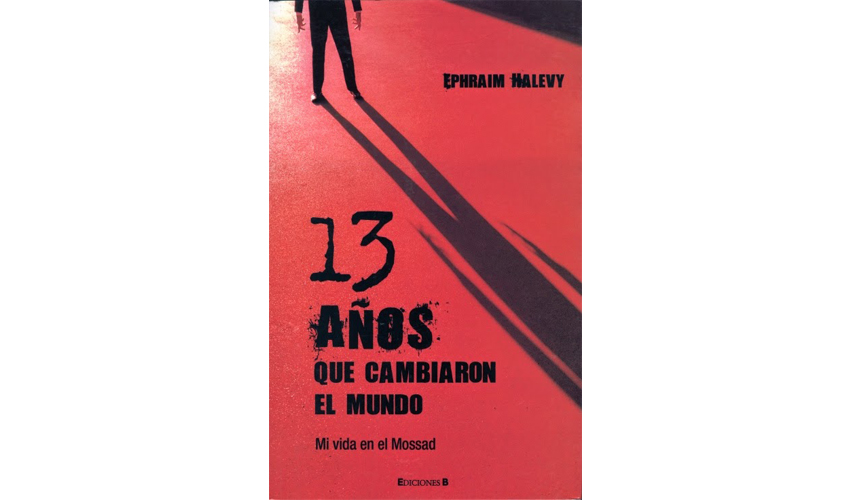 EPHRAIM HALEVY
13
AÑOS
QUE CAMBIARON
EL MUNDO
Mi vida en el Mossad
EDICIONES B